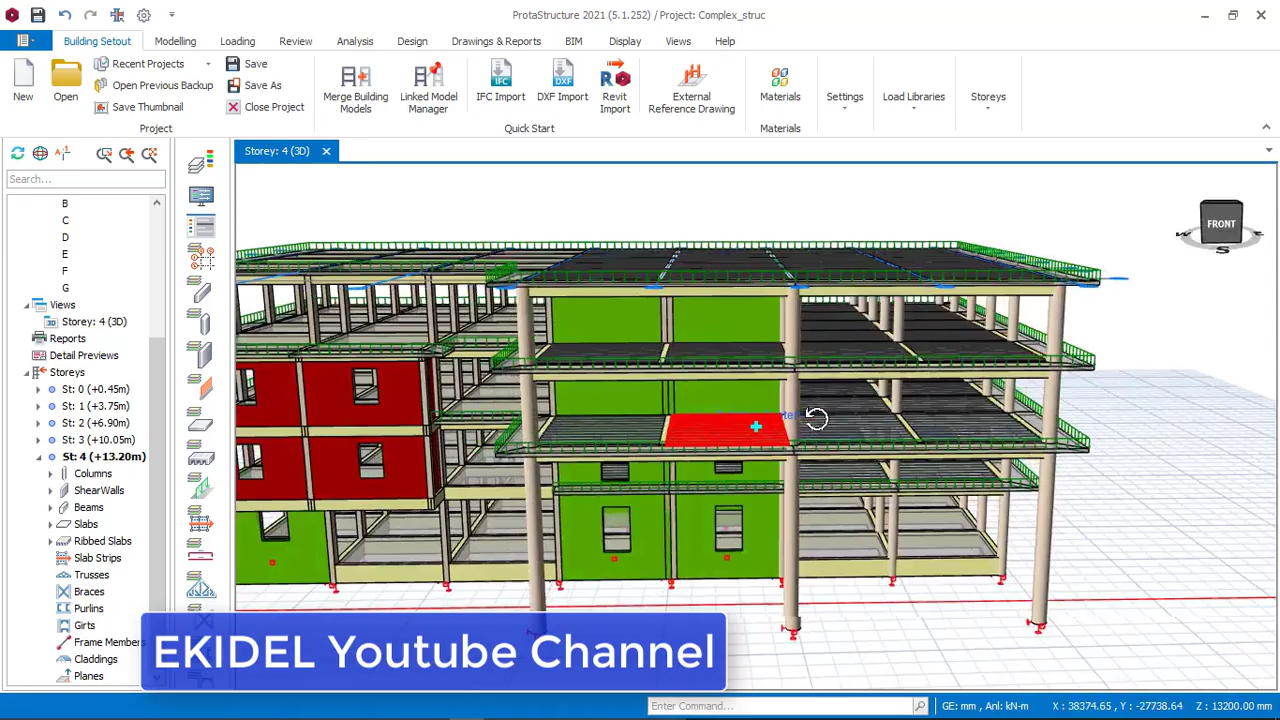 ProtaStructure 2021 (5.1.252) / Project: Complex_struc
Building Setout
Modelling
Loading
Review
Analysis
Design
Drawings & Reports
BIM
Display
Views
Help
New
Open
Recent Projects
Open Previous Backup
Save Thumbnail
Save
Save As
Close Project
Project
Merge Building
Models
Linked Model
Manager
IFC
IFC Import
DXF
DXF Import
Revit
Import
External
Reference Drawing
Quick Start
Materials
Materials
Settings
Load Libraries
Storeys
Storey: 4 (3D)
Search...
B
C
D
E
F
G
Views
Storey: 4 (3D)
Reports
Detail Previews
Storeys
St: 0 (+0.45m)
St: 1 (+3.75m)
St: 2 (+6.90m)
St: 3 (+10.05m)
St: 4 (+13.20m)
Columns
ShearWalls
Beams
Slabs
Ribbed Slabs
Slab Strips
Trusses
Braces
Purlins
Girts
Frame Members
Claddings
Planes
FRONT
S
EKIDEL Youtube Channel
Enter Command...
GE: mm, Anl: kN-m
X : 38374.65
Y : -27738.64
Z : 13200.00 mm